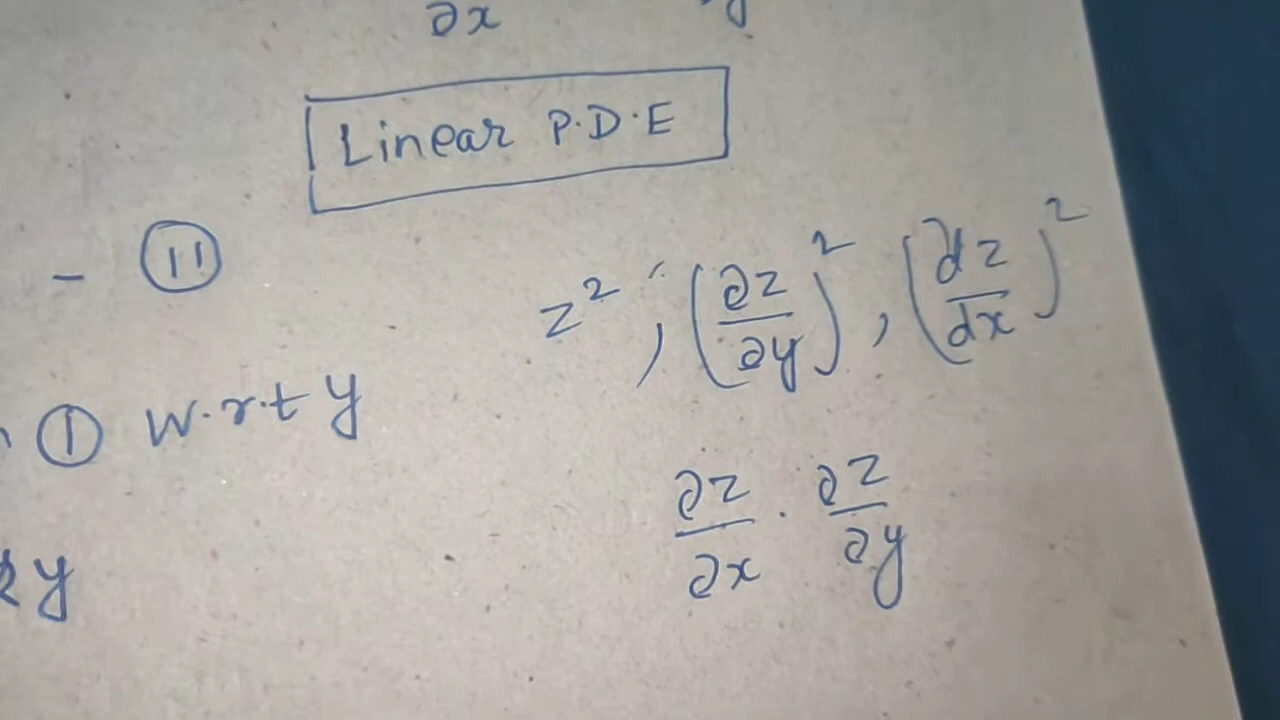 ∂x
Linear P.D.E
- (11)
z², (∂z/∂y)², (dz/dx)²
① w.r.t y
∂z/∂x . ∂z/∂y
y